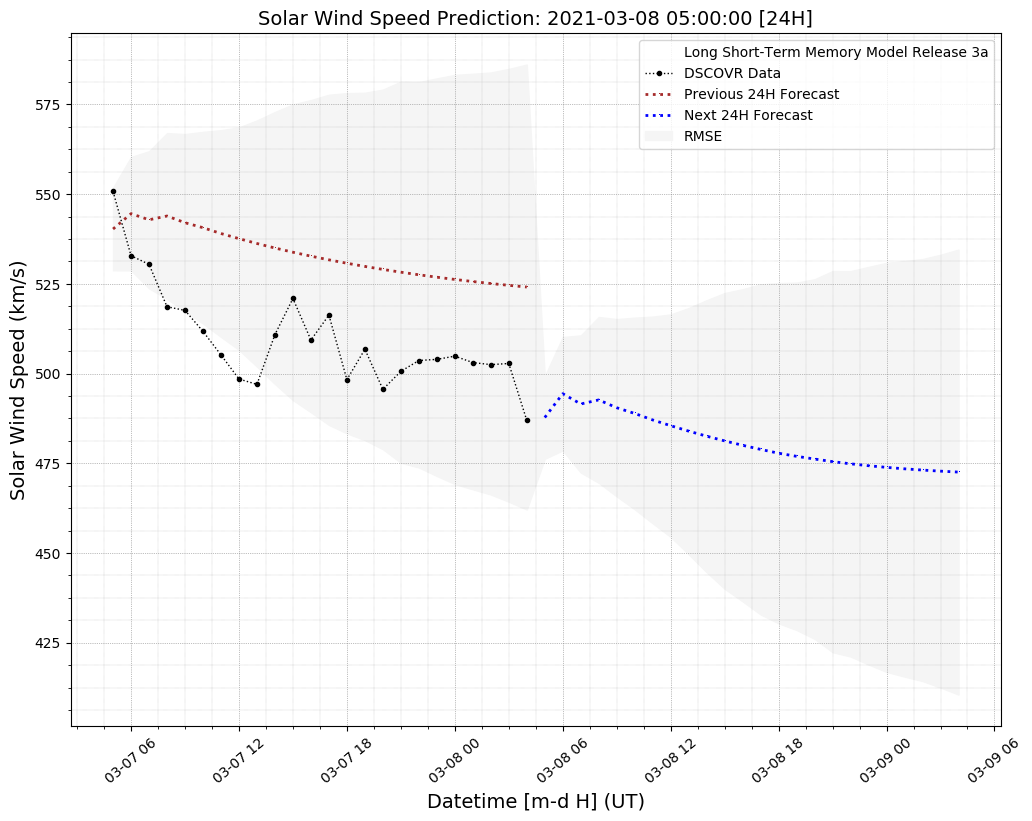 Solar Wind Speed Prediction: 2021-03-08 05:00:00 [24H]
Long Short-Term Memory Model Release 3a
DSCOVR Data
Previous 24H Forecast
Next 24H Forecast
RMSE
Solar Wind Speed (km/s)
575
550
525
500
475
450
425
03-07 06
03-07 12
03-07 18
03-08 00
03-08 06
03-08 12
03-08 18
03-09 00
03-09 06
Datetime [m-d H] (UT)